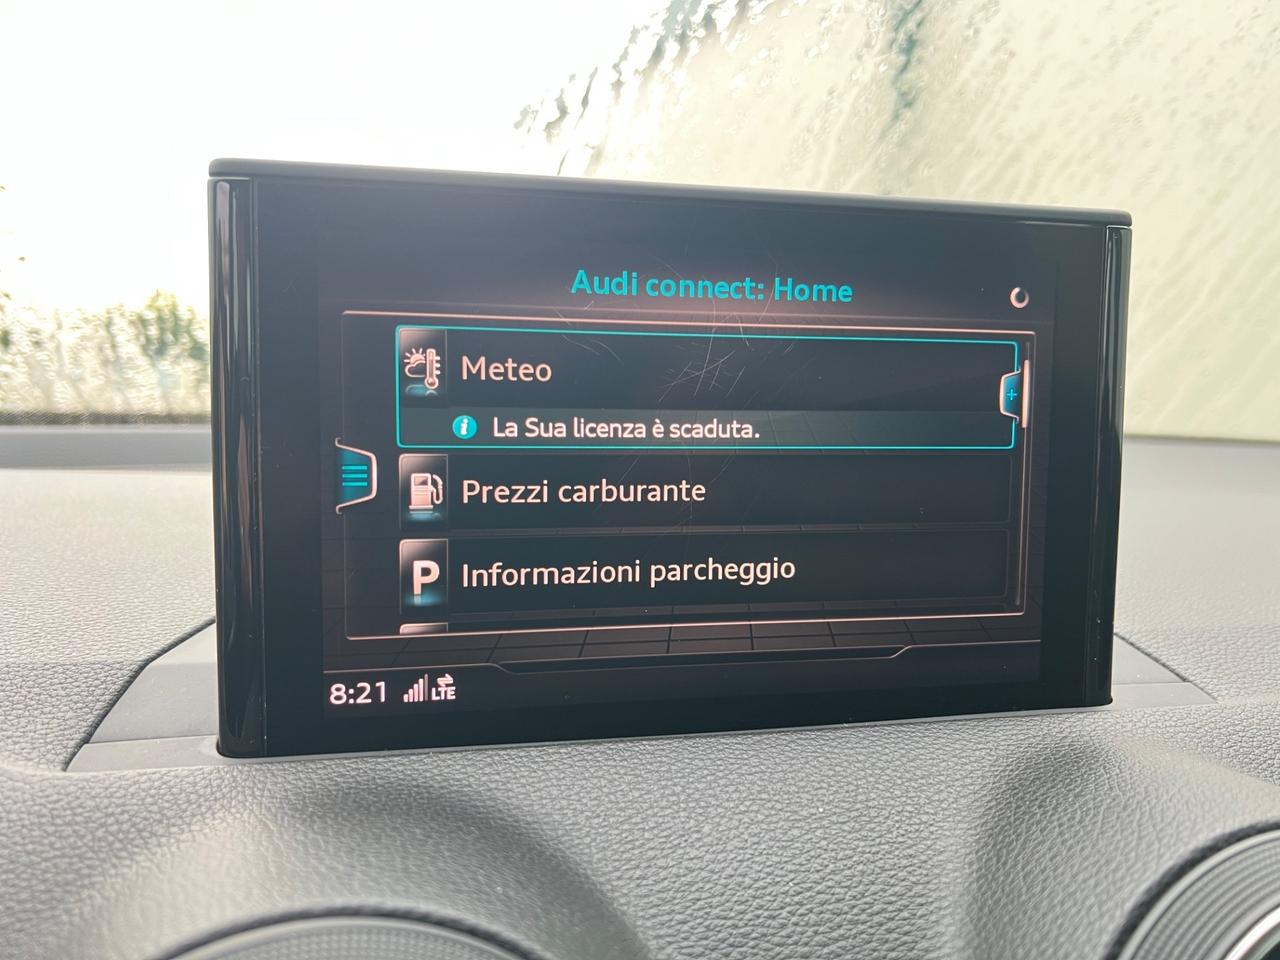 Audi connect: Home
Meteo
La Sua licenza è scaduta.
Prezzi carburante
P Informazioni parcheggio
8:21 LTE